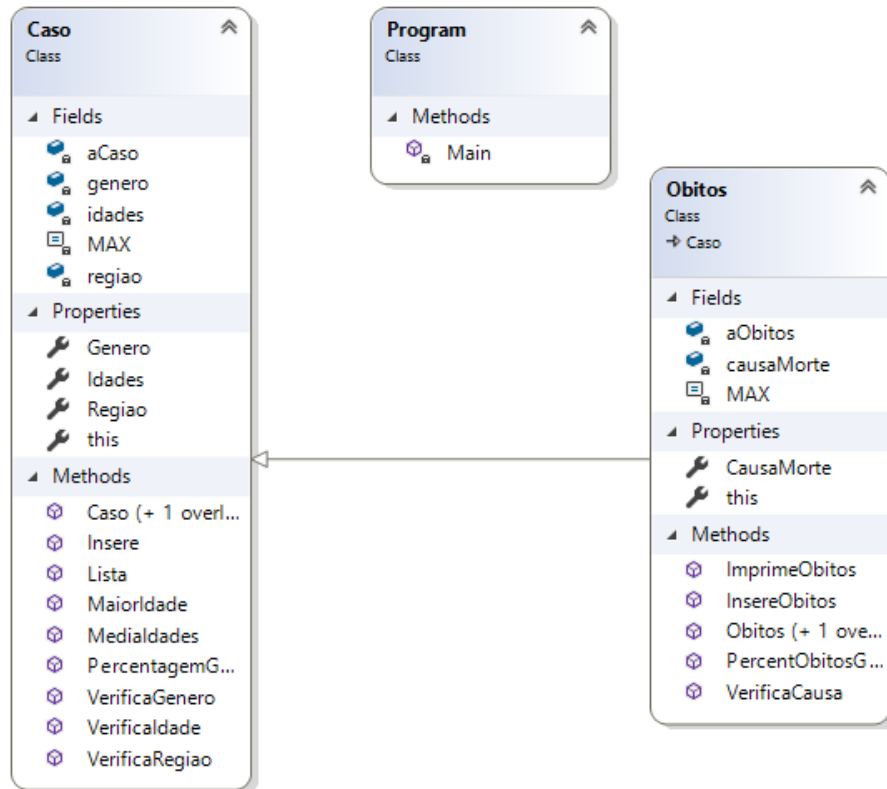 Caso
Class
Fields
aCaso
genero
idades
MAX
regiao
Properties
Genero
Idades
Regiao
this
Methods
Caso (+ 1 overl...
Insere
Lista
MaiorIdade
MediaIdades
PercentagemG...
VerificaGenero
VerificaIdade
VerificaRegiao
Program
Class
Methods
Main
Obitos
Class
Caso
Fields
aObitos
causaMorte
MAX
Properties
CausaMorte
this
Methods
ImprimeObitos
InsereObitos
Obitos (+ 1 ove...
PercentObitosG...
VerificaCausa